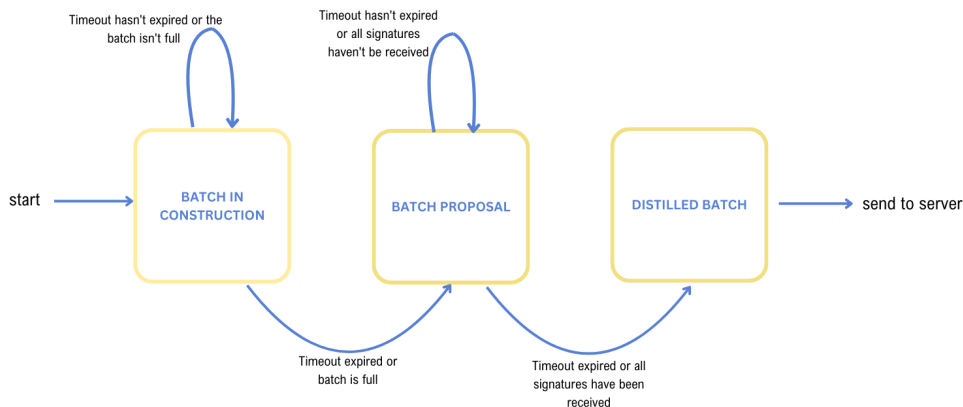 Timeout hasn't expired or the
batch isn't full
Timeout hasn't expired
or all signatures
haven't be received
start
BATCH IN
CONSTRUCTION
BATCH PROPOSAL
DISTILLED BATCH
send to server
Timeout expired or
batch is full
Timeout expired or all
signatures have been
received